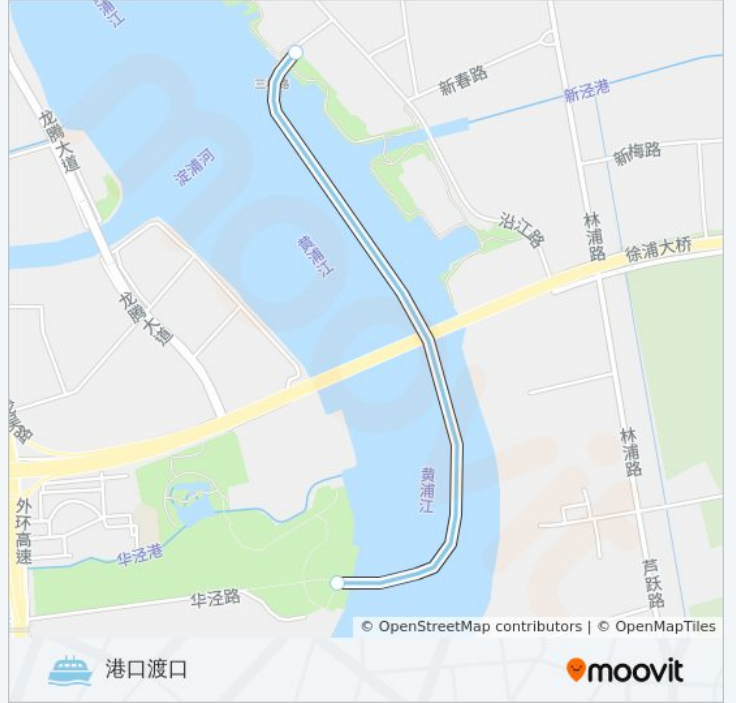 浦江
新春路
新泾港
龙腾大道
淀浦河
新梅路
沿江路
林浦路
徐浦大桥
黄浦江
龙腾大道
林浦路
黄浦江
外环高速
华泾港
芦跃路
华泾路
© OpenStreetMap contributors | © OpenMapTiles
港口渡口
moovit